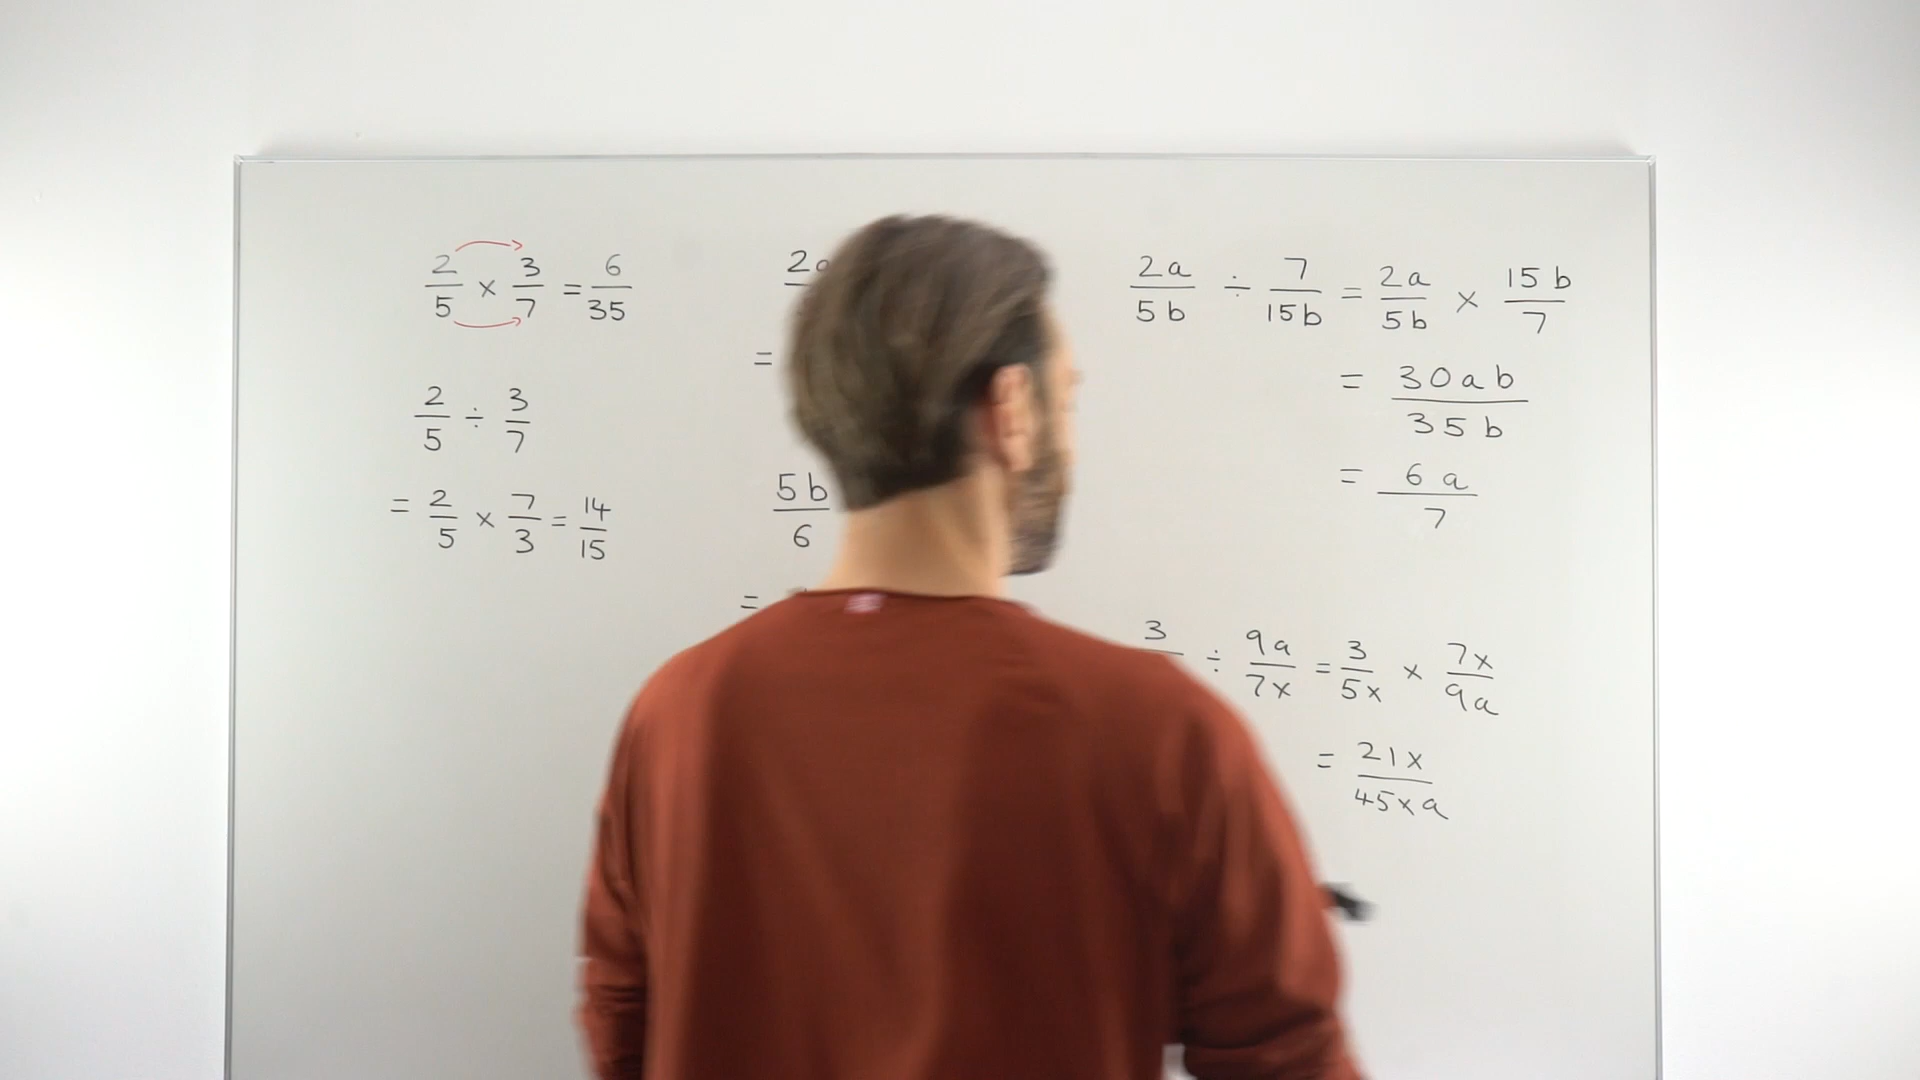 2/5 × 3/7 = 6/35
2/5 ÷ 3/7
= 2/5 × 7/3 = 14/15
2a
=
5b/6
=
2a/5b ÷ 7/15b = 2a/5b × 15b/7
= 30ab/35b
= 6a/7
3 ÷ 9a/7x = 3/5x × 7x/9a
= 21x/45xa